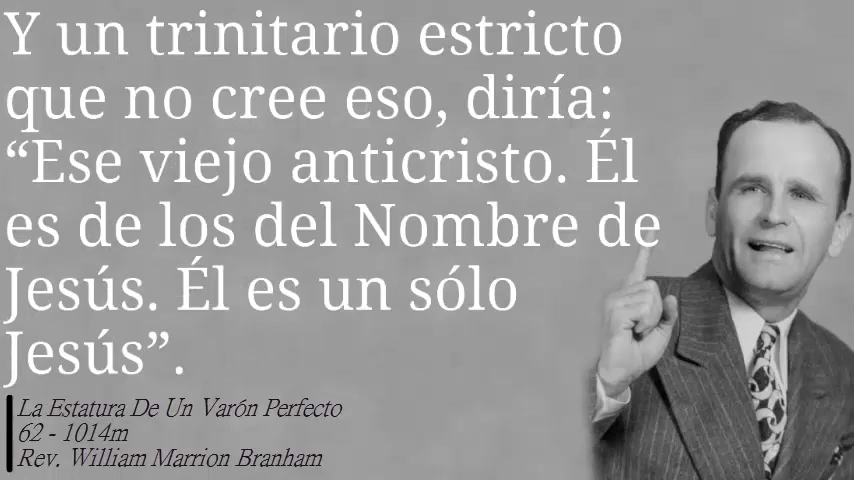 Y un trinitario estricto
que no cree eso, diría:
“Ese viejo anticristo. Él
es de los del Nombre de
Jesús. Él es un sólo
Jesús”.
La Estatura De Un Varón Perfecto
62 - 1014m
Rev. William Marrion Branham